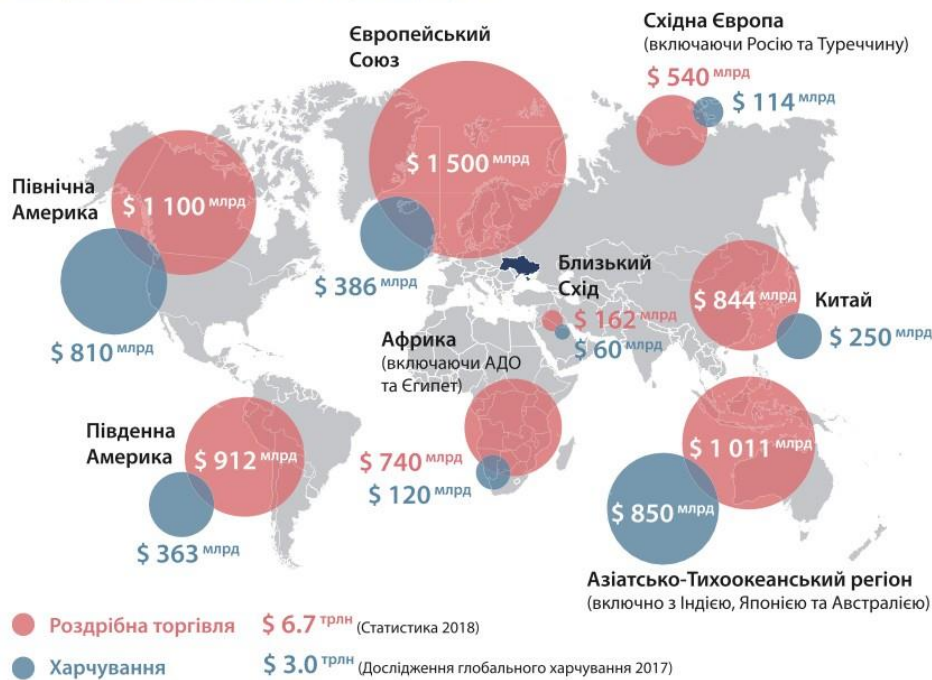 Європейський
Союз
$ 1 500 млрд
$ 386 млрд
Східна Європа
(включаючи Росію та Туреччину)
$ 540 млрд
$ 114 млрд
Північна
Америка
$ 1 100 млрд
$ 810 млрд
Близький
Схід
$ 162 млрд
$ 60 млрд
$ 844 млрд
Китай
$ 250 млрд
Африка
(включаючи АДО
та Єгипет)
$ 740 млрд
$ 120 млрд
Південна
Америка
$ 912 млрд
$ 363 млрд
$ 1 011 млрд
$ 850 млрд
Азіатсько-Тихоокеанський регіон
(включно з Індією, Японією та Австралією)
Роздрібна торгівля $ 6.7 трлн (Статистика 2018)
Харчування $ 3.0 трлн (Дослідження глобального харчування 2017)